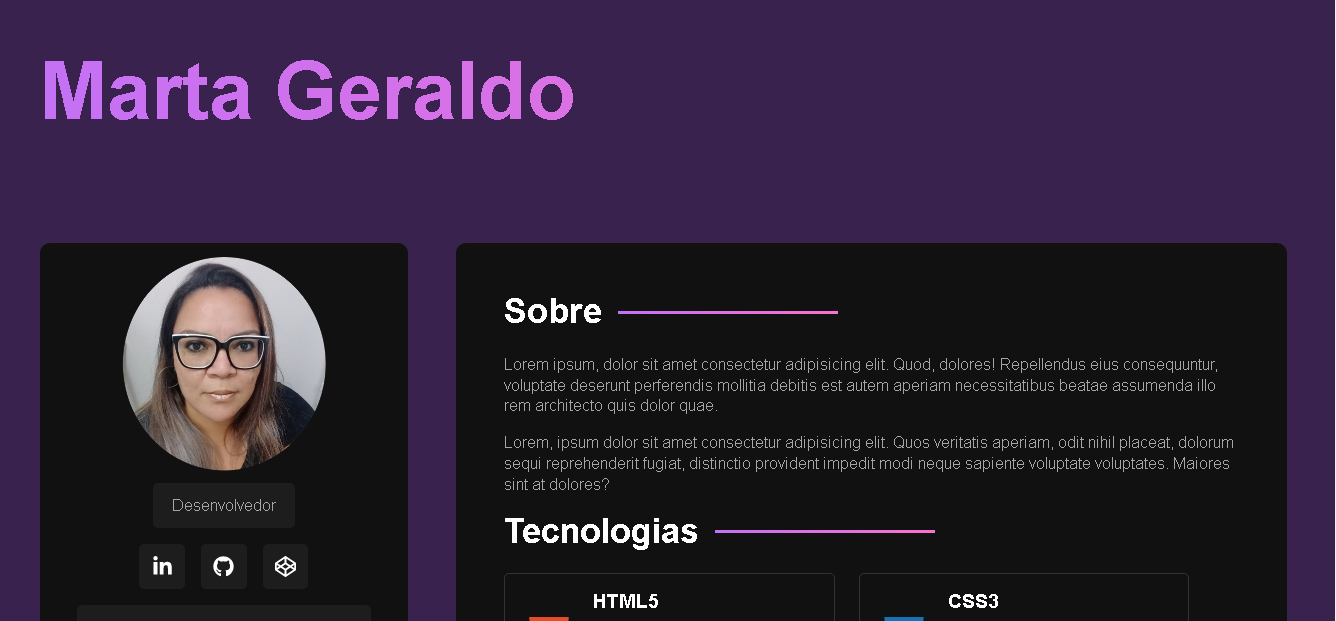 Marta Geraldo
Desenvolvedor
in
Sobre
Lorem ipsum, dolor sit amet consectetur adipisicing elit. Quod, dolores! Repellendus eius consequuntur,
voluptate deserunt perferendis mollitia debitis est autem aperiam necessitatibus beatae assumenda illo
rem architecto quis dolor quae.
Lorem, ipsum dolor sit amet consectetur adipisicing elit. Quos veritatis aperiam, odit nihil placeat, dolorum
sequi reprehenderit fugiat, distinctio provident impedit modi neque sapiente voluptate voluptates. Maiores
sint at dolores?
Tecnologias
HTML5
CSS3